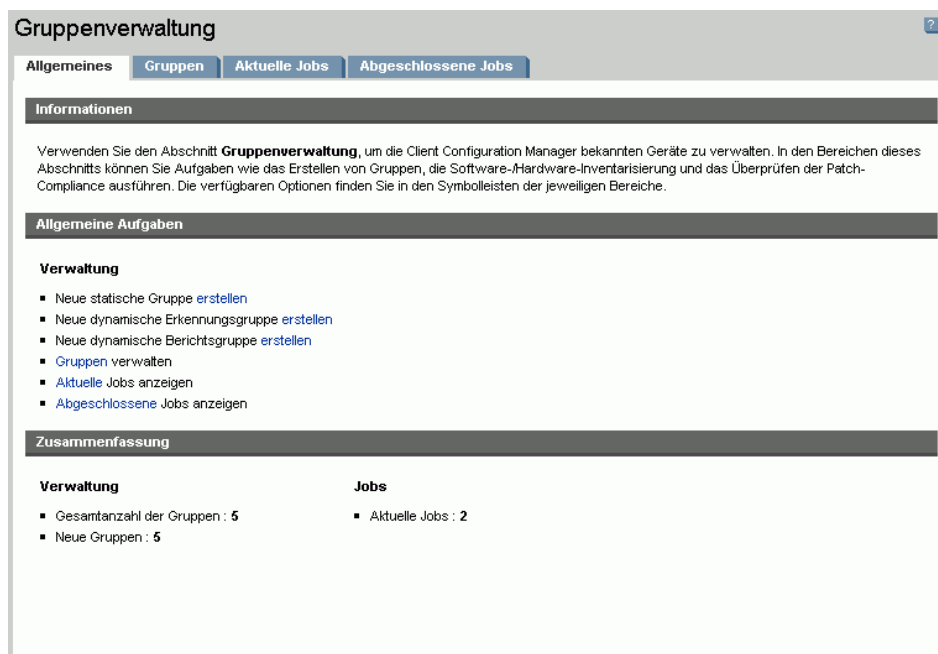 Gruppenverwaltung
?
Allgemeines Gruppen Aktuelle Jobs Abgeschlossene Jobs
Informationen
Verwenden Sie den Abschnitt Gruppenverwaltung, um die Client Configuration Manager bekannten Geräte zu verwalten. In den Bereichen dieses
Abschnitts können Sie Aufgaben wie das Erstellen von Gruppen, die Software-/Hardware-Inventarisierung und das Überprüfen der Patch-
Compliance ausführen. Die verfügbaren Optionen finden Sie in den Symbolleisten der jeweiligen Bereiche.
Allgemeine Aufgaben
Verwaltung
▪ Neue statische Gruppe erstellen
▪ Neue dynamische Erkennungsgruppe erstellen
▪ Neue dynamische Berichtsgruppe erstellen
▪ Gruppen verwalten
▪ Aktuelle Jobs anzeigen
▪ Abgeschlossene Jobs anzeigen
Zusammenfassung
Verwaltung
▪ Gesamtanzahl der Gruppen : 5
▪ Neue Gruppen : 5
Jobs
▪ Aktuelle Jobs : 2